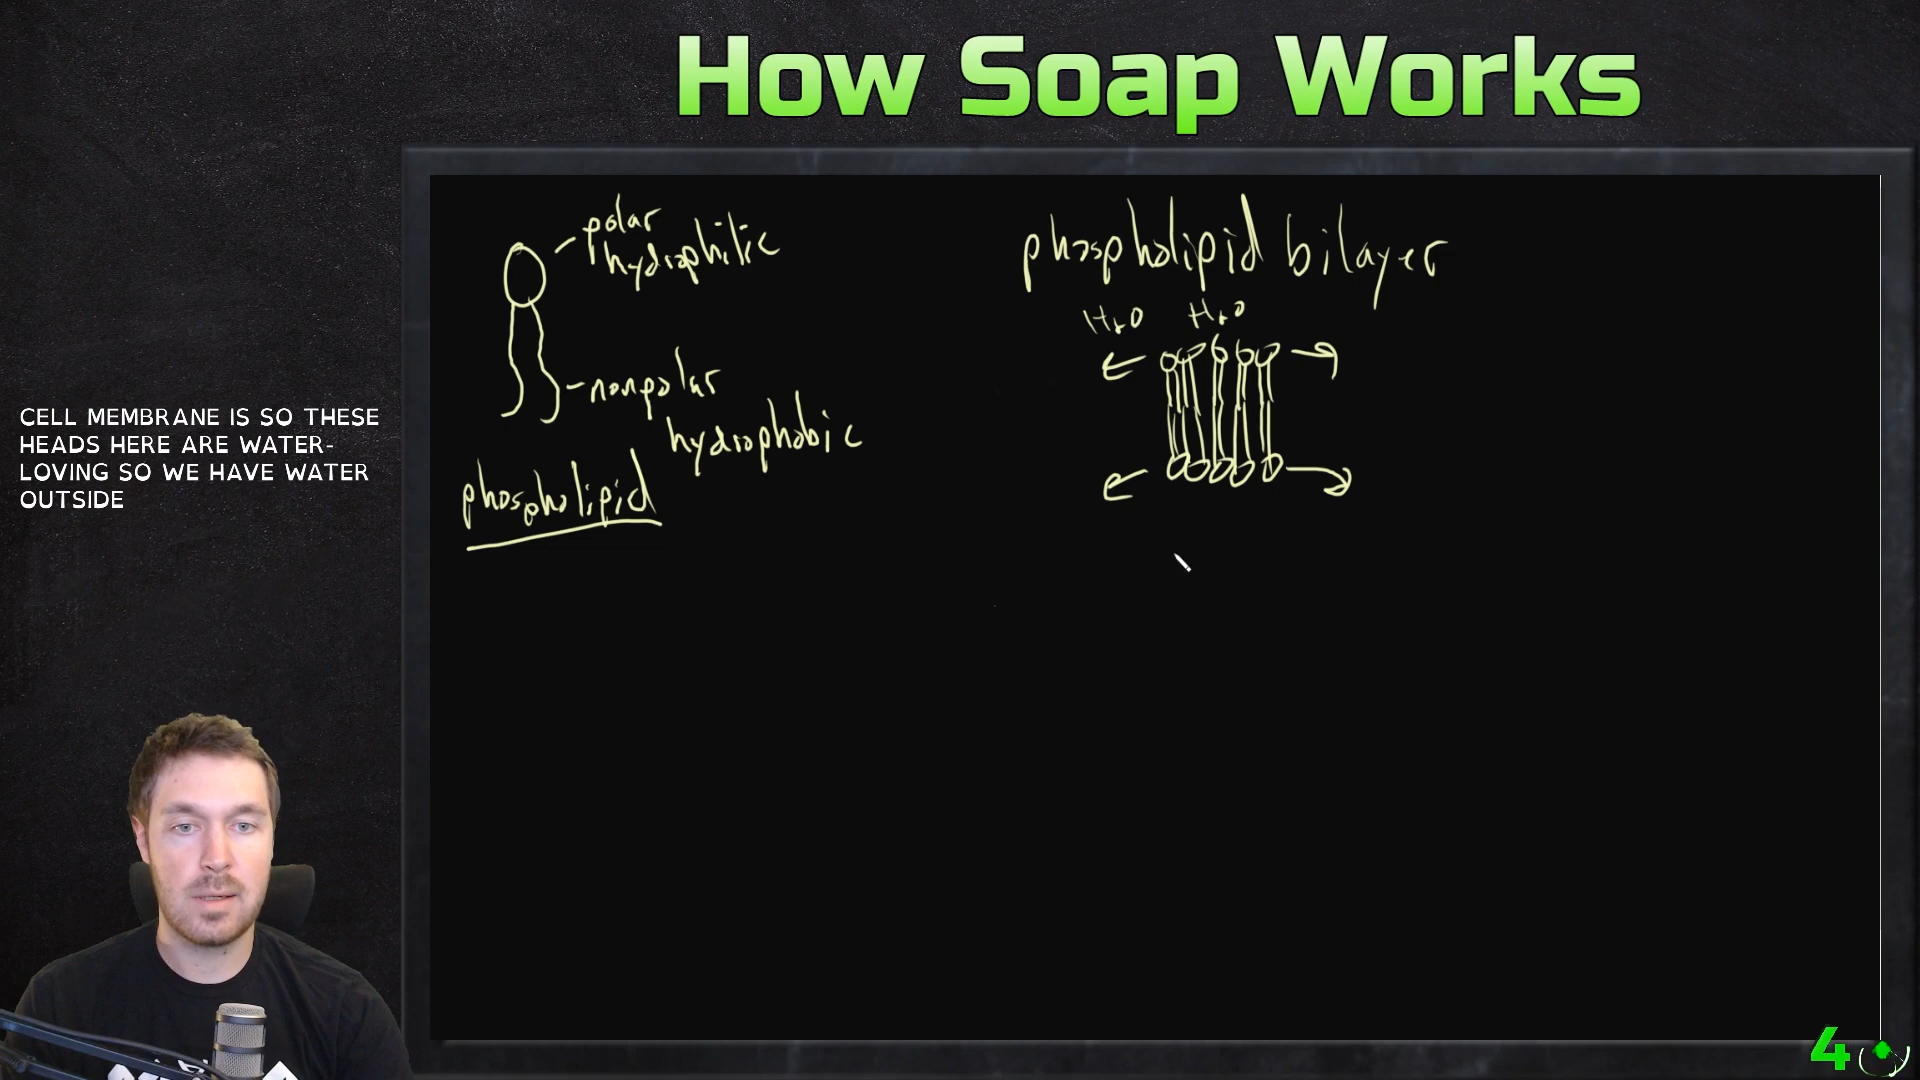 How Soap Works
polar
hydrophilic
nonpolar
hydrophobic
phospholipid
phospholipid bilayer
H₂O H₂O
CELL MEMBRANE IS SO THESE
HEADS HERE ARE WATER-
LOVING SO WE HAVE WATER
OUTSIDE
4